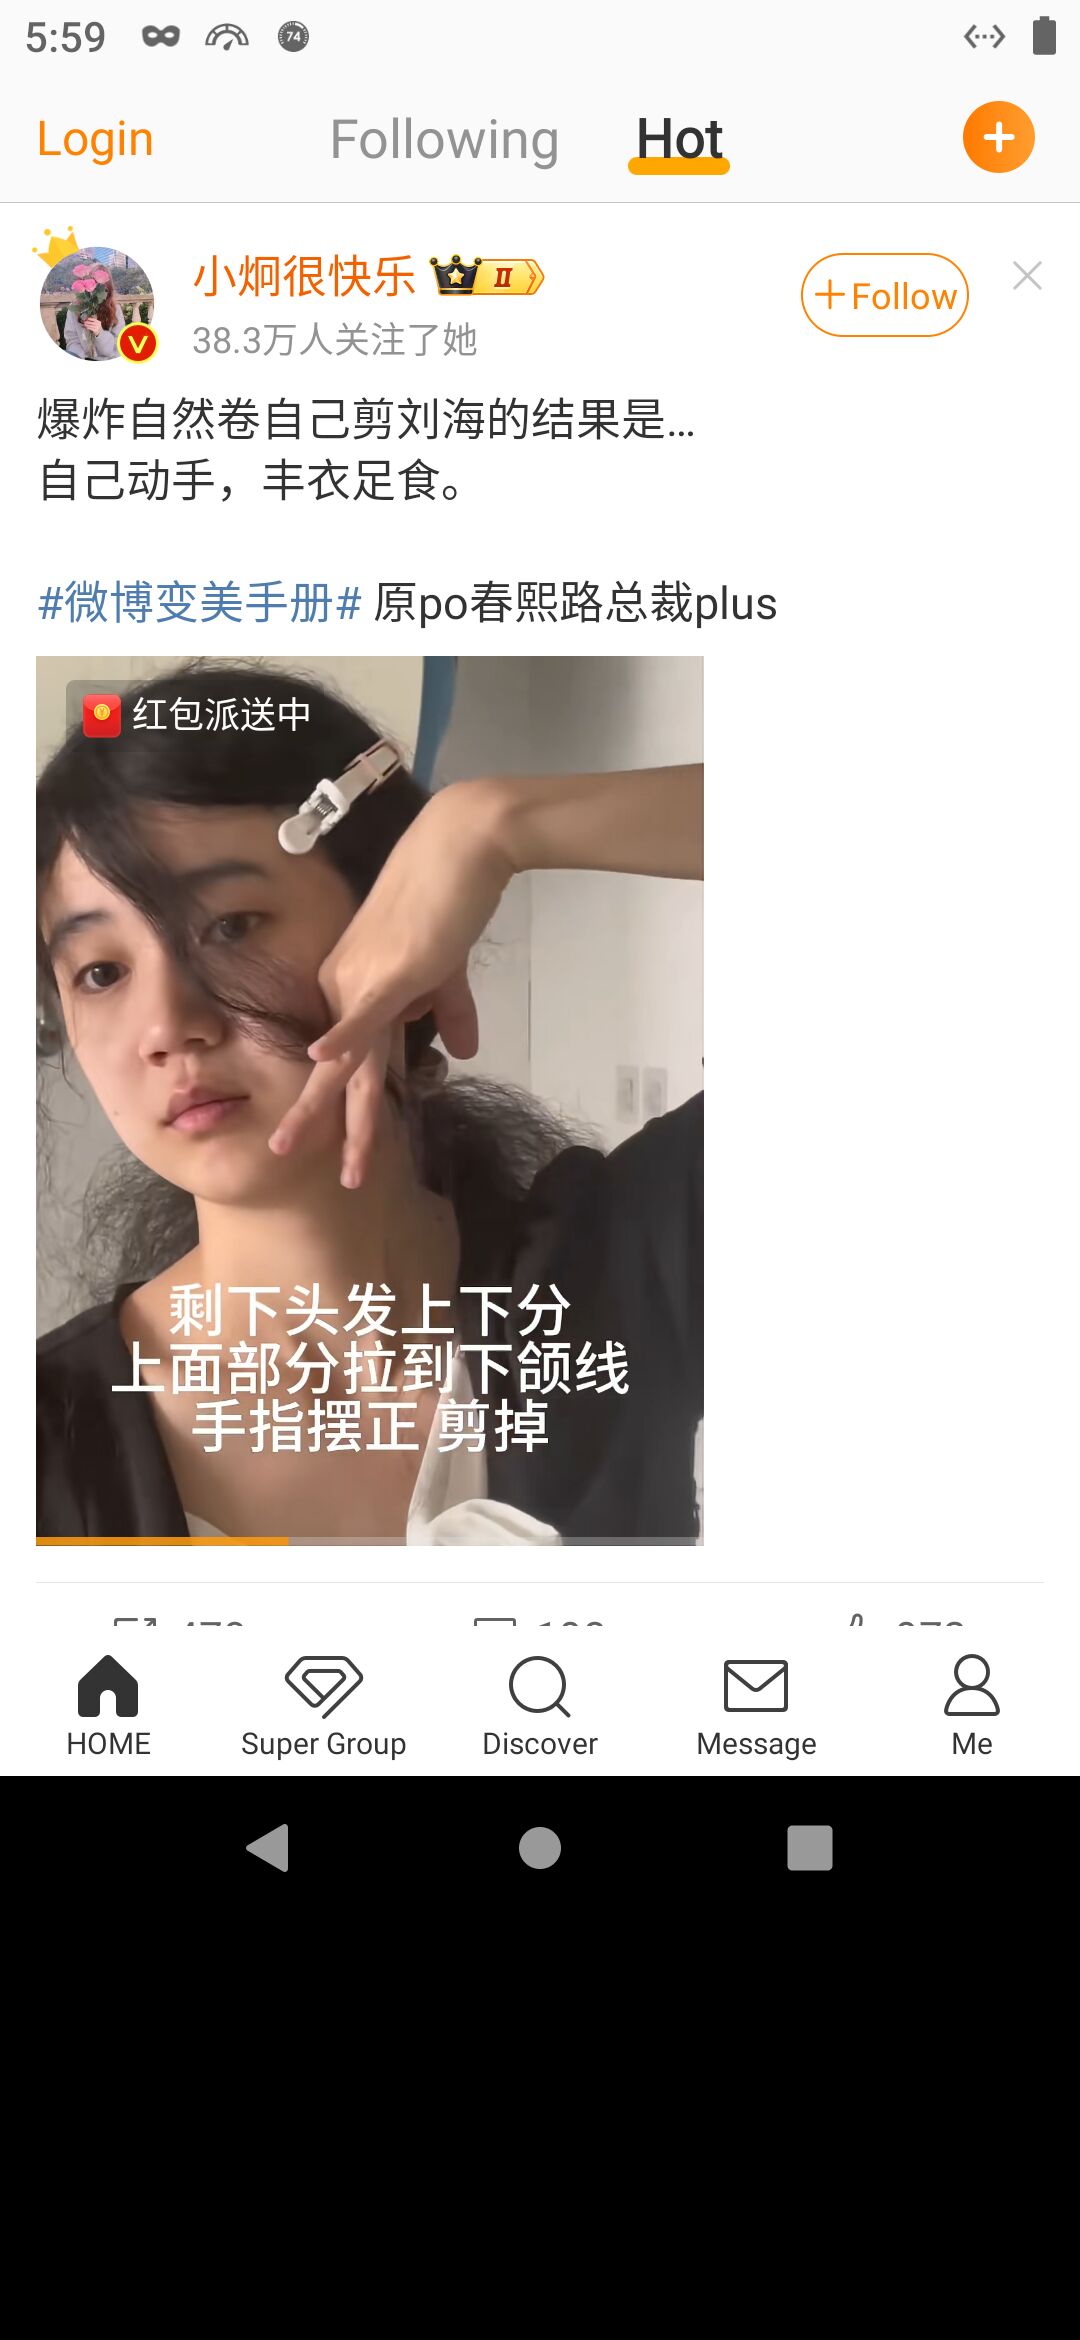 5:59
74
Login
Following
Hot
小炯很快乐
II
38.3万人关注了她
+Follow
爆炸自然卷自己剪刘海的结果是...
自己动手，丰衣足食。
#微博变美手册# 原po春熙路总裁plus
红包派送中
剩下头发上下分
上面部分拉到下颌线
手指摆正 剪掉
HOME
Super Group
Discover
Message
Me